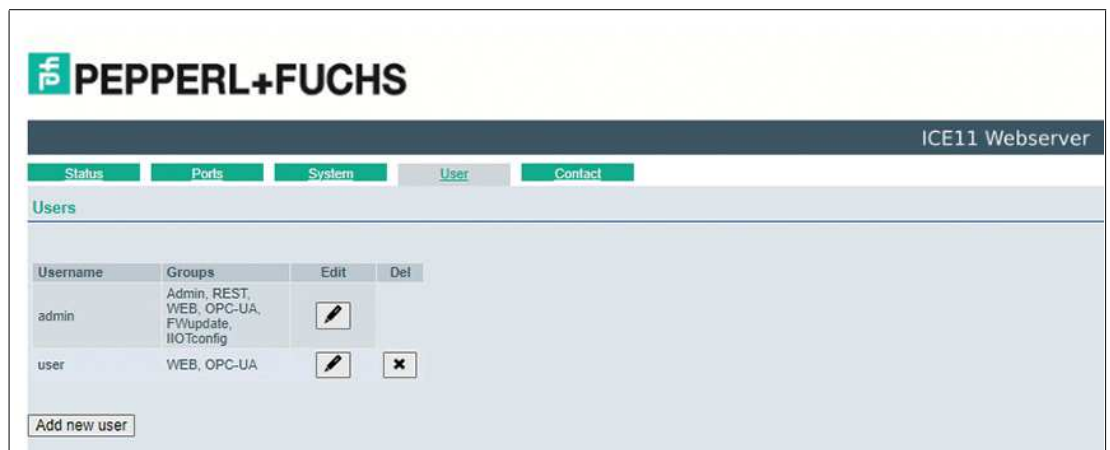 PEPPERL+FUCHS
ICE11 Webserver
Status Ports System User Contact
Users
Username Groups Edit Del
admin Admin, REST,
WEB, OPC-UA,
FWupdate,
IIOTconfig
user WEB, OPC-UA
Add new user